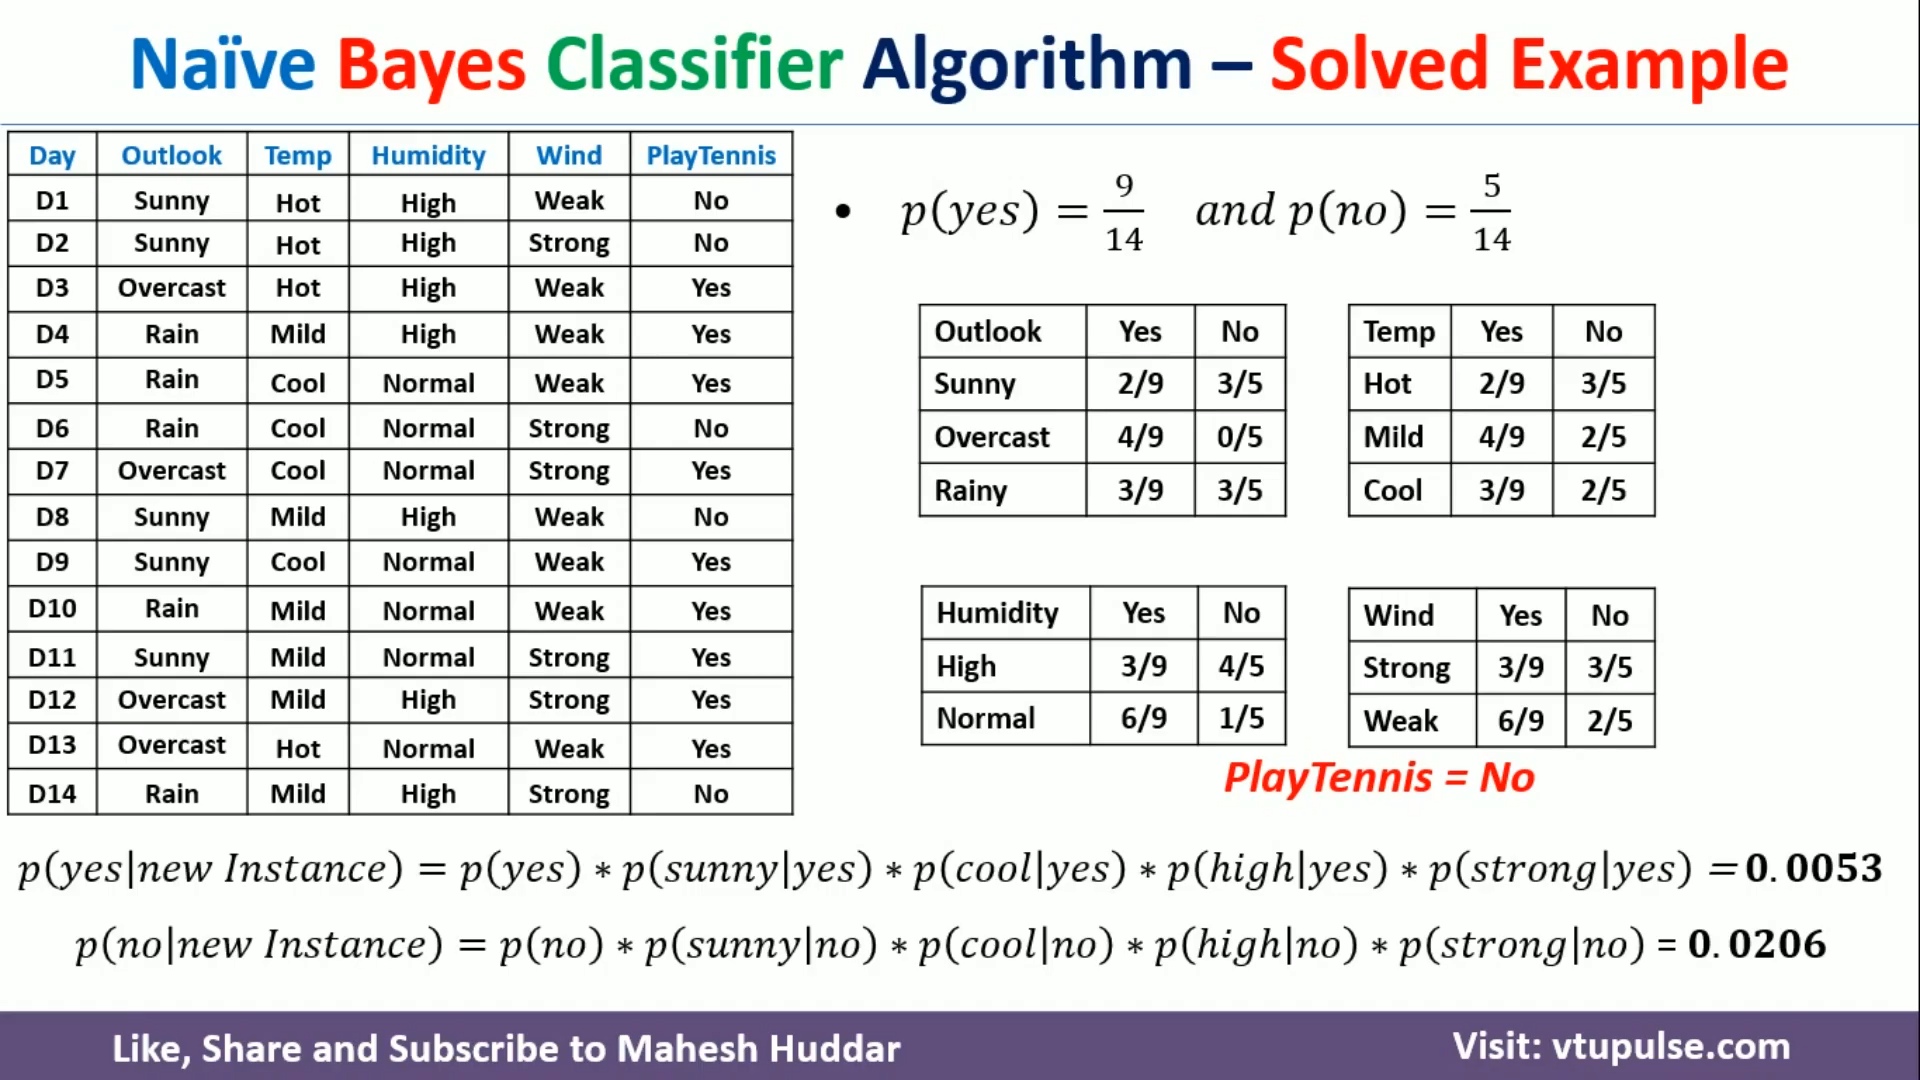 Naïve Bayes Classifier Algorithm – Solved Example
Day Outlook Temp Humidity Wind PlayTennis
D1 Sunny Hot High Weak No
D2 Sunny Hot High Strong No
D3 Overcast Hot High Weak Yes
D4 Rain Mild High Weak Yes
D5 Rain Cool Normal Weak Yes
D6 Rain Cool Normal Strong No
D7 Overcast Cool Normal Strong Yes
D8 Sunny Mild High Weak No
D9 Sunny Cool Normal Weak Yes
D10 Rain Mild Normal Weak Yes
D11 Sunny Mild Normal Strong Yes
D12 Overcast Mild High Strong Yes
D13 Overcast Hot Normal Weak Yes
D14 Rain Mild High Strong No
• p(yes) = 9/14 and p(no) = 5/14
Outlook Yes No
Sunny 2/9 3/5
Overcast 4/9 0/5
Rainy 3/9 3/5
Temp Yes No
Hot 2/9 3/5
Mild 4/9 2/5
Cool 3/9 2/5
Humidity Yes No
High 3/9 4/5
Normal 6/9 1/5
Wind Yes No
Strong 3/9 3/5
Weak 6/9 2/5
PlayTennis = No
p(yes|new Instance) = p(yes) ∗ p(sunny|yes) ∗ p(cool|yes) ∗ p(high|yes) ∗ p(strong|yes) = 0.0053
p(no|new Instance) = p(no) ∗ p(sunny|no) ∗ p(cool|no) ∗ p(high|no) ∗ p(strong|no) = 0.0206
Like, Share and Subscribe to Mahesh Huddar
Visit: vtupulse.com